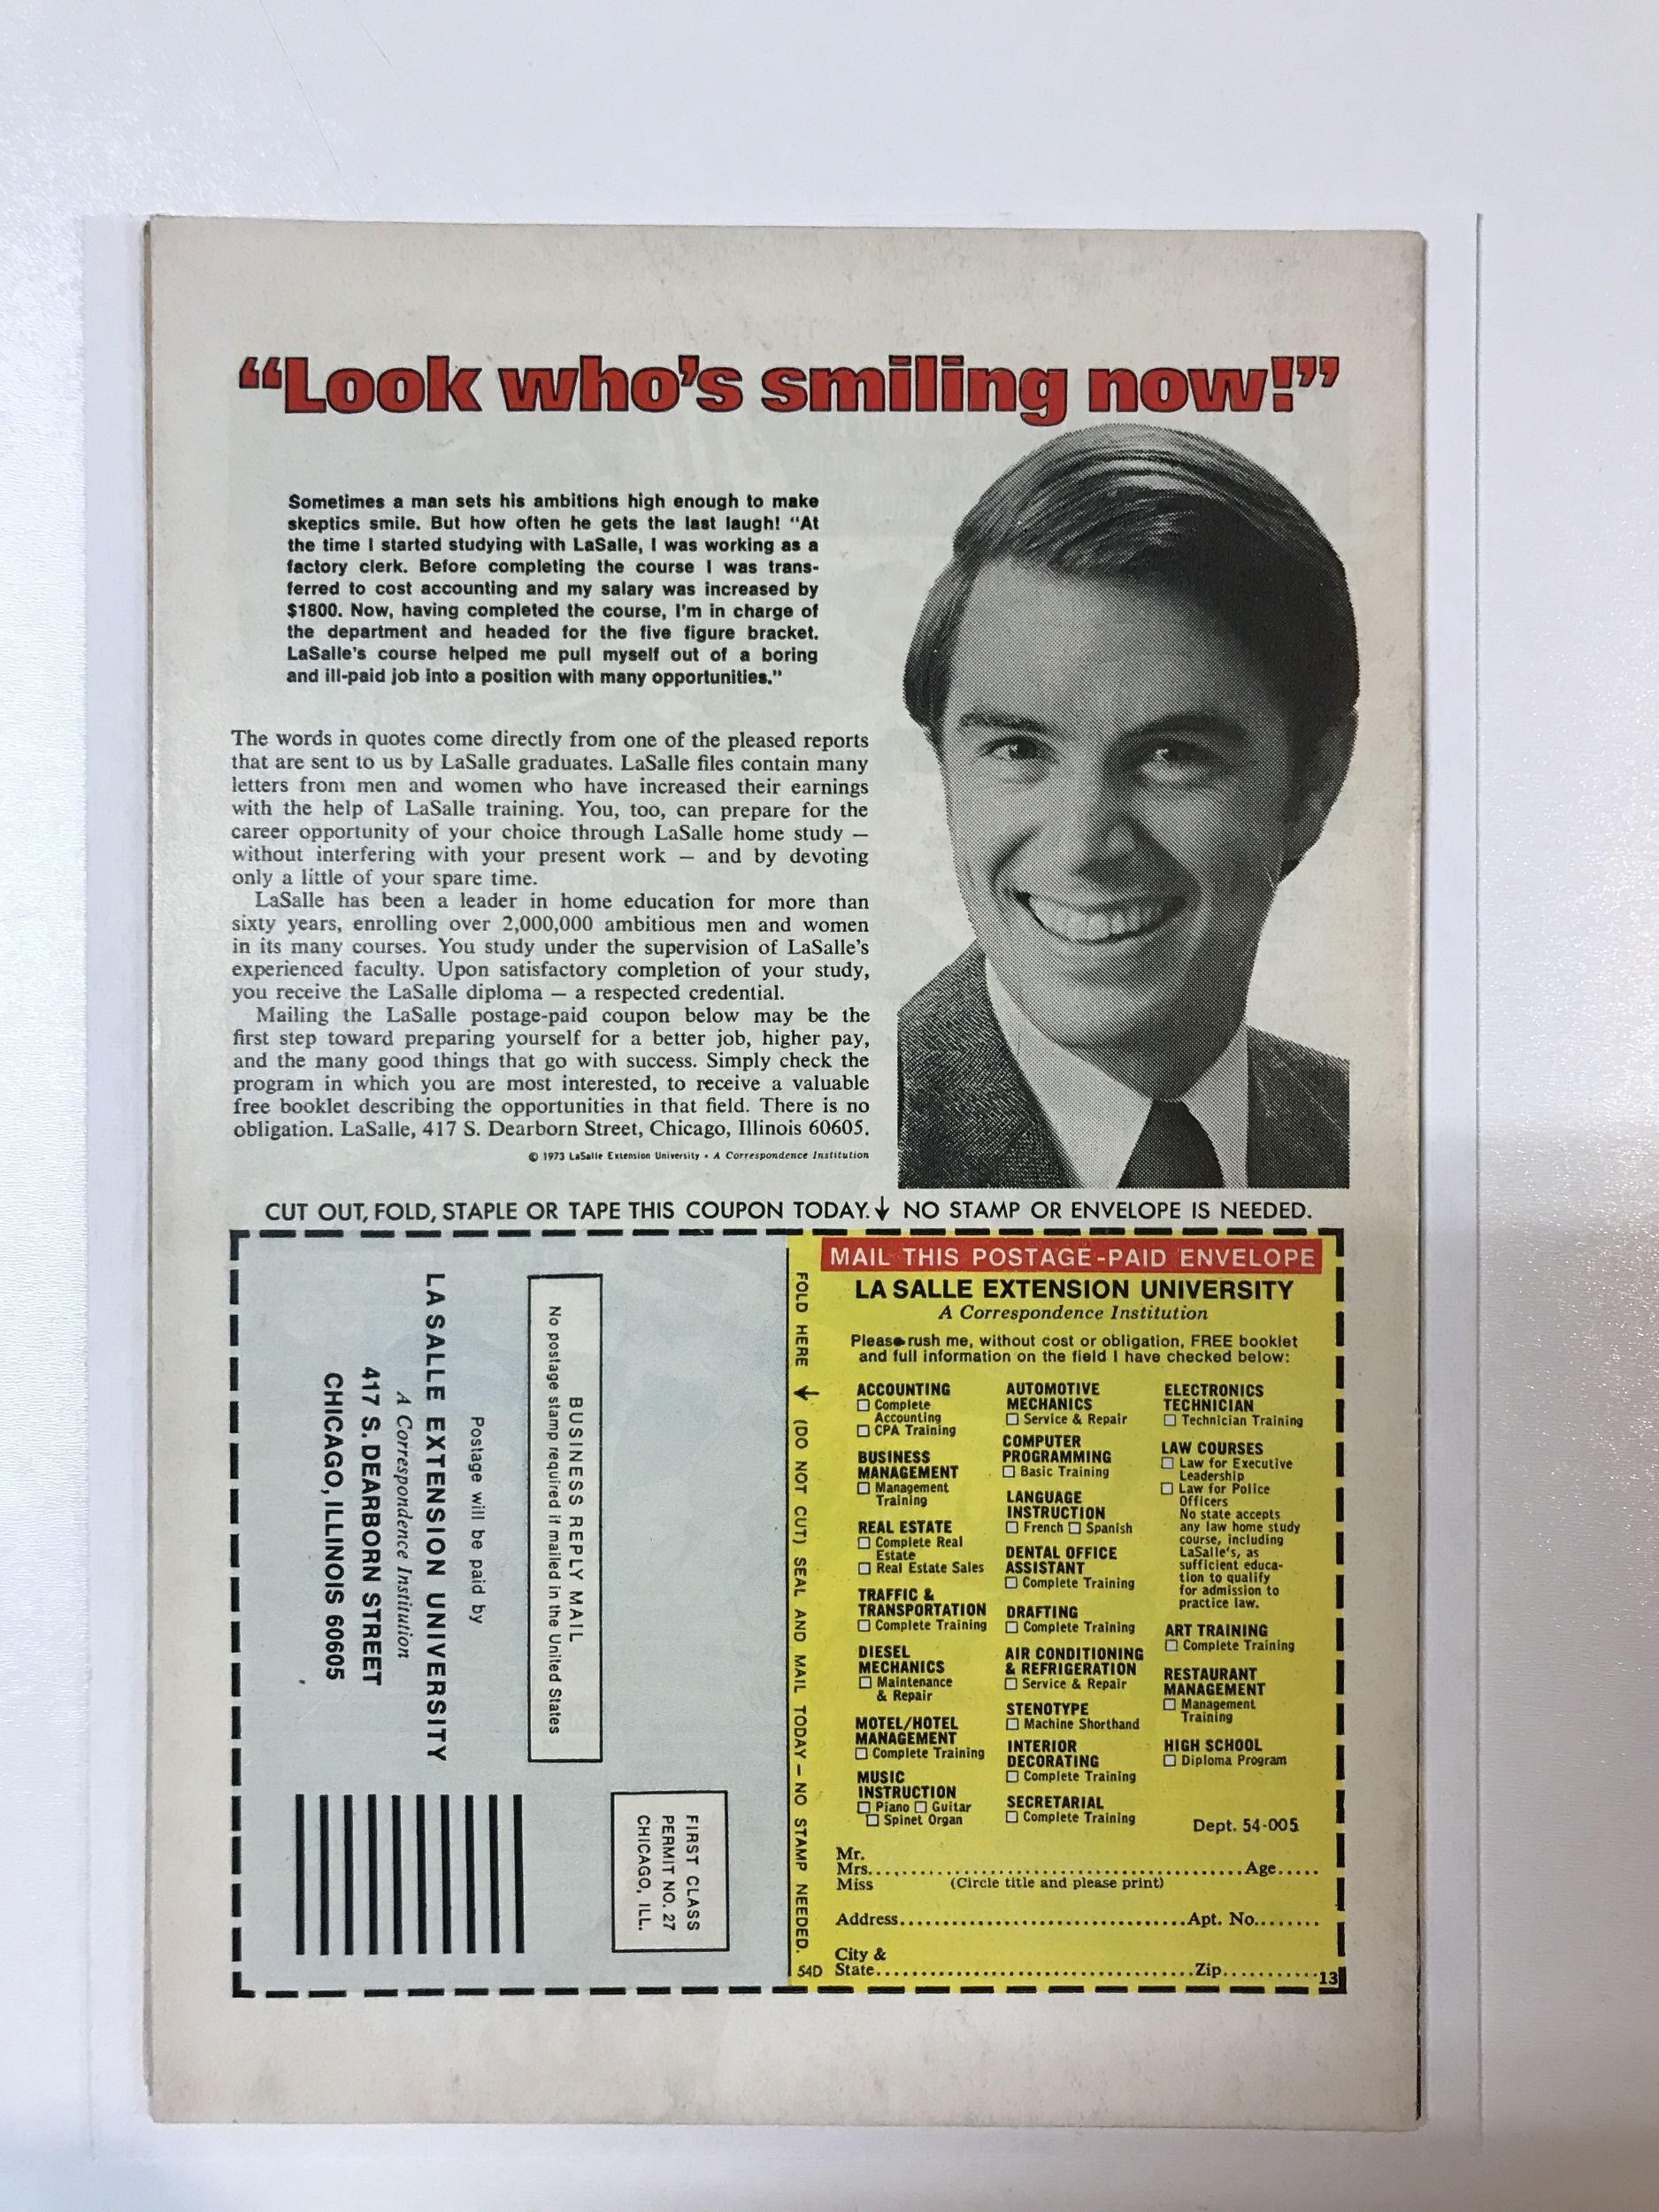 “Look who’s smiling now!”
Sometimes a man sets his ambitions high enough to make
skeptics smile. But how often he gets the last laugh! “At
the time I started studying with LaSalle, I was working as a
factory clerk. Before completing the course I was trans-
ferred to cost accounting and my salary was increased by
$1800. Now, having completed the course, I’m in charge of
the department and headed for the five figure bracket.
LaSalle’s course helped me pull myself out of a boring
and ill-paid job into a position with many opportunities.”
The words in quotes come directly from one of the pleased reports
that are sent to us by LaSalle graduates. LaSalle files contain many
letters from men and women who have increased their earnings
with the help of LaSalle training. You, too, can prepare for the
career opportunity of your choice through LaSalle home study —
without interfering with your present work — and by devoting
only a little of your spare time.
LaSalle has been a leader in home education for more than
sixty years, enrolling over 2,000,000 ambitious men and women
in its many courses. You study under the supervision of LaSalle’s
experienced faculty. Upon satisfactory completion of your study,
you receive the LaSalle diploma — a respected credential.
Mailing the LaSalle postage-paid coupon below may be the
first step toward preparing yourself for a better job, higher pay,
and the many good things that go with success. Simply check the
program in which you are most interested, to receive a valuable
free booklet describing the opportunities in that field. There is no
obligation. LaSalle, 417 S. Dearborn Street, Chicago, Illinois 60605.
© 1973 LaSalle Extension University • A Correspondence Institution
CUT OUT, FOLD, STAPLE OR TAPE THIS COUPON TODAY. ↓ NO STAMP OR ENVELOPE IS NEEDED.
FIRST CLASS
PERMIT NO. 27
CHICAGO, ILL.
BUSINESS REPLY MAIL
No postage stamp required if mailed in the United States
Postage will be paid by
LA SALLE EXTENSION UNIVERSITY
A Correspondence Institution
417 S. DEARBORN STREET
CHICAGO, ILLINOIS 60605
FOLD HERE ↓ (DO NOT CUT) SEAL AND MAIL TODAY — NO STAMP NEEDED.
MAIL THIS POSTAGE-PAID ENVELOPE
LA SALLE EXTENSION UNIVERSITY
A Correspondence Institution
Please rush me, without cost or obligation, FREE booklet
and full information on the field I have checked below:
ACCOUNTING
☐ Complete
Accounting
☐ CPA Training
BUSINESS
MANAGEMENT
☐ Management
Training
REAL ESTATE
☐ Complete Real
Estate
☐ Real Estate Sales
TRAFFIC &
TRANSPORTATION
☐ Complete Training
DIESEL
MECHANICS
☐ Maintenance
& Repair
MOTEL/HOTEL
MANAGEMENT
☐ Complete Training
MUSIC
INSTRUCTION
☐ Piano ☐ Guitar
☐ Spinet Organ
AUTOMOTIVE
MECHANICS
☐ Service & Repair
COMPUTER
PROGRAMMING
☐ Basic Training
LANGUAGE
INSTRUCTION
☐ French ☐ Spanish
DENTAL OFFICE
ASSISTANT
☐ Complete Training
DRAFTING
☐ Complete Training
AIR CONDITIONING
& REFRIGERATION
☐ Service & Repair
STENOTYPE
☐ Machine Shorthand
INTERIOR
DECORATING
☐ Complete Training
SECRETARIAL
☐ Complete Training
ELECTRONICS
TECHNICIAN
☐ Technician Training
LAW COURSES
☐ Law for Executive
Leadership
☐ Law for Police
Officers
No state accepts
any law home study
course, including
LaSalle’s, as
sufficient educa-
tion to qualify
for admission to
practice law.
ART TRAINING
☐ Complete Training
RESTAURANT
MANAGEMENT
☐ Management
Training
HIGH SCHOOL
☐ Diploma Program
Dept. 54-005
Mr.
Mrs. Age
Miss (Circle title and please print)
Address Apt. No.
City &
54D State Zip 13